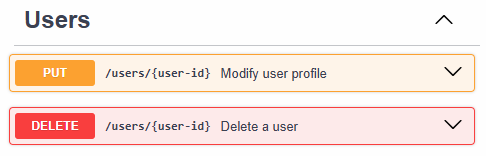 Users
PUT /users/{user-id} Modify user profile
DELETE /users/{user-id} Delete a user